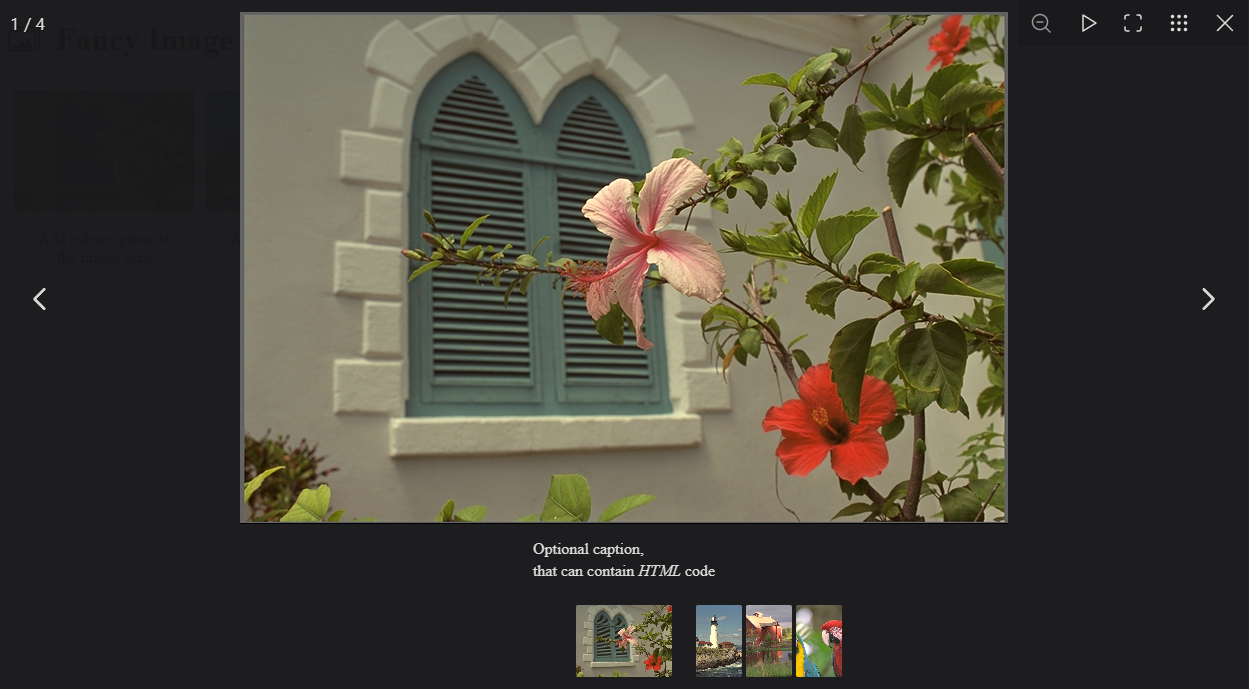 1 / 4
Fancy Image
Add a description of
the image here
Optional caption,
that can contain HTML code